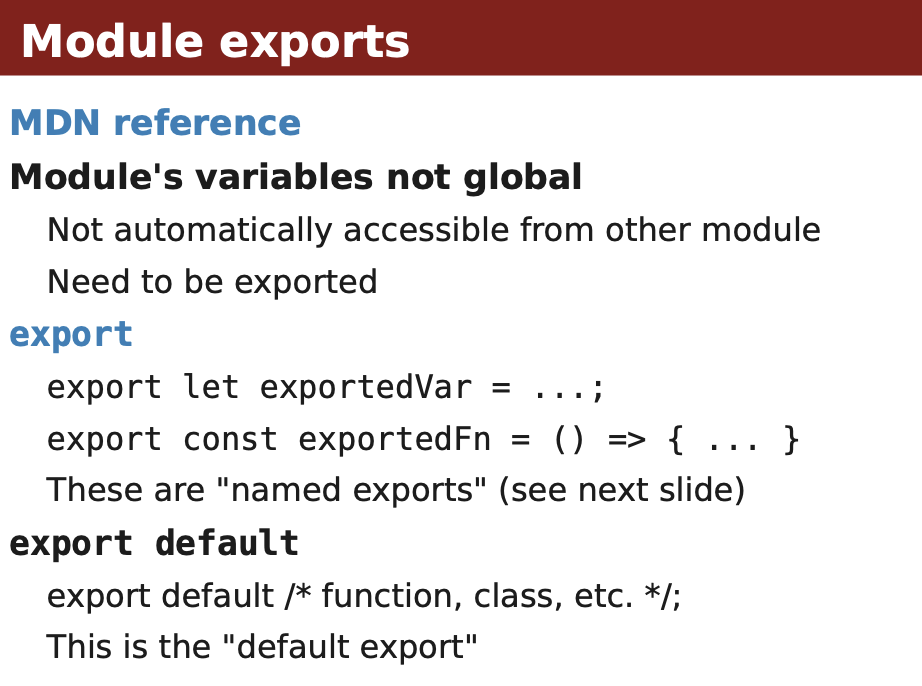 Module exports
MDN reference
Module's variables not global
Not automatically accessible from other module
Need to be exported
export
export let exportedVar = ...;
export const exportedFn = () => { ... }
These are "named exports" (see next slide)
export default
export default /* function, class, etc. */;
This is the "default export"